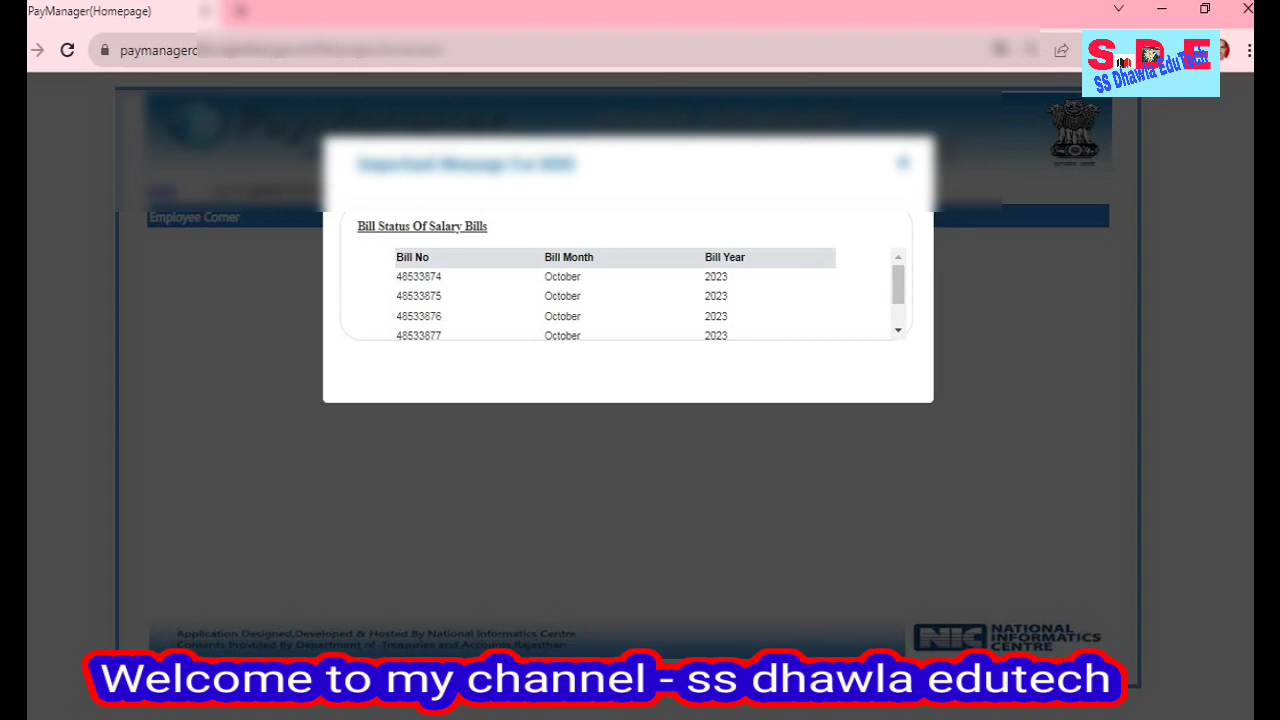 PayManager(Homepage)
paymanager
S D E
SS Dhawla EduTech
Employee Corner
Bill Status Of Salary Bills
Bill No Bill Month Bill Year
48533874 October 2023
48533875 October 2023
48533876 October 2023
48533877 October 2023
Application Designed,Developed & Hosted By National Informatics Centre
Contents Provided By Department of Treasuries and Accounts,Rajasthan
NIC NATIONAL
INFORMATICS
CENTRE
Welcome to my channel - ss dhawla edutech